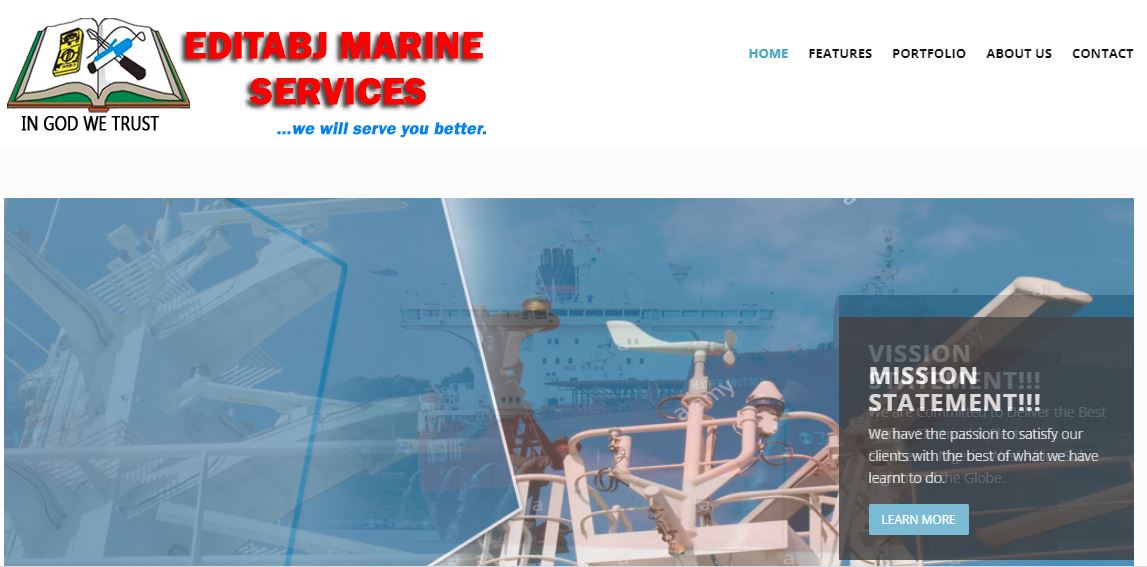 EDITABJ MARINE
SERVICES
IN GOD WE TRUST
...we will serve you better.
HOME FEATURES PORTFOLIO ABOUT US CONTACT
VISSION
STATEMENT!!!
We are Committed to Deliver the Best
the Globe.
MISSION
STATEMENT!!!
We have the passion to satisfy our
clients with the best of what we have
learnt to do.
LEARN MORE